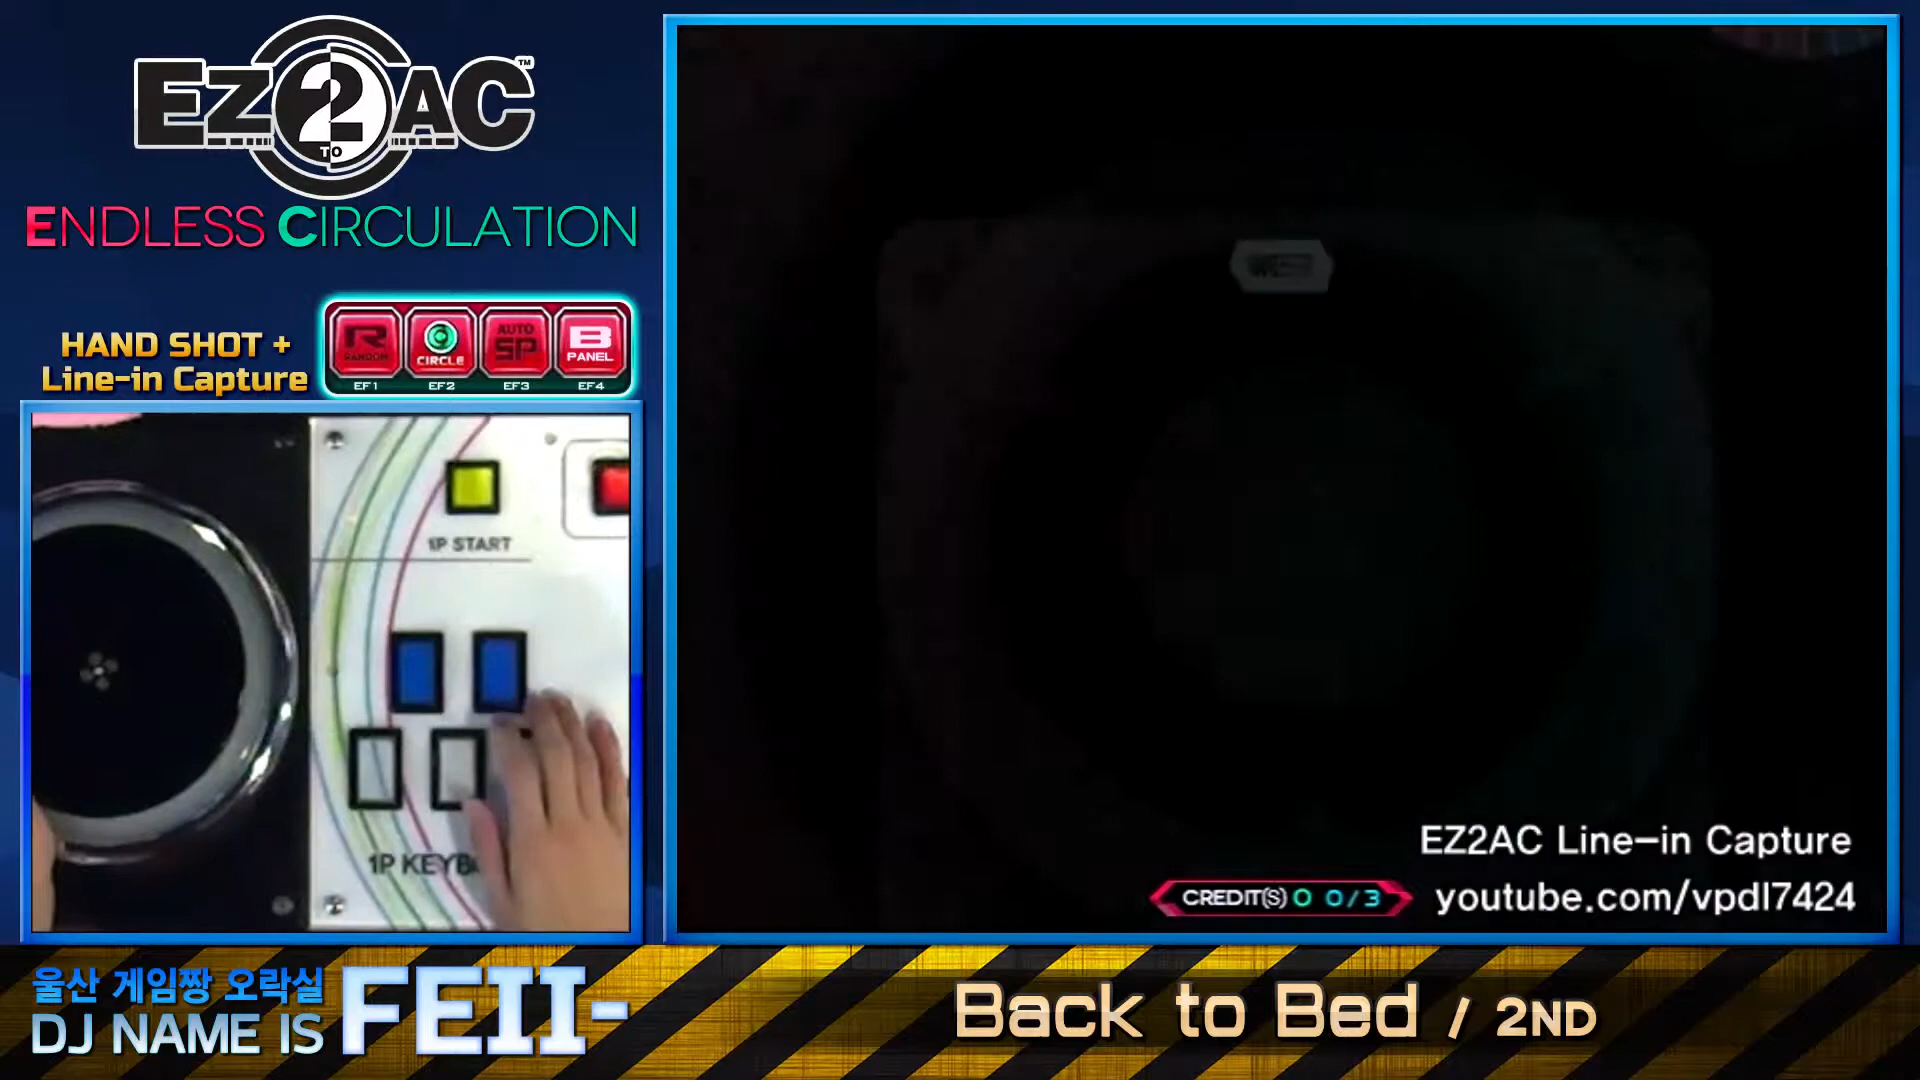 EZ2AC™
TO
ENDLESS CIRCULATION
HAND SHOT +
Line-in Capture
R
RANDOM
CIRCLE
AUTO
SP
B
PANEL
EF1
EF2
EF3
EF4
1P START
1P KEYB
EZ2AC Line-in Capture
CREDIT(S) 0 0/3
youtube.com/vpdl7424
울산 게임짱 오락실
DJ NAME IS
FEII-
Back to Bed / 2ND